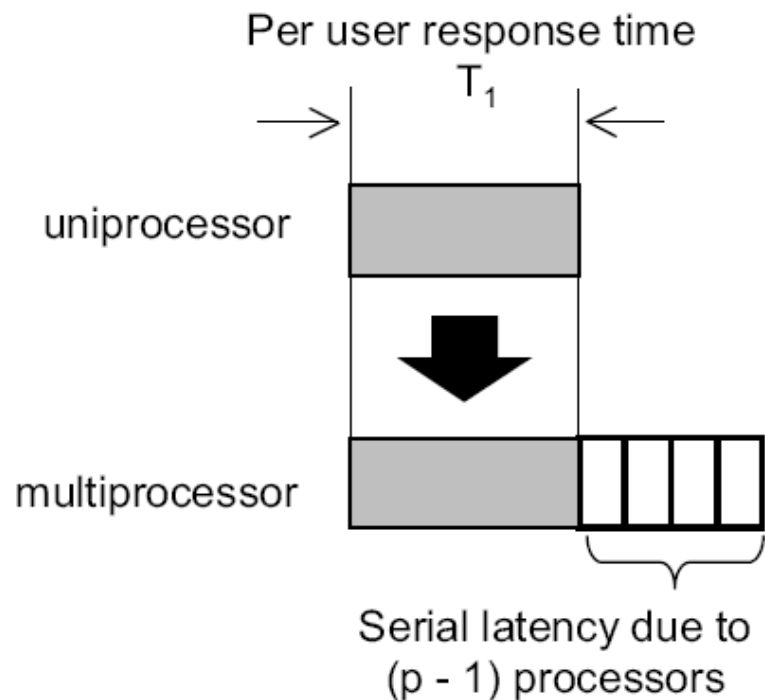 Per user response time
T₁
uniprocessor
multiprocessor
Serial latency due to
(p - 1) processors